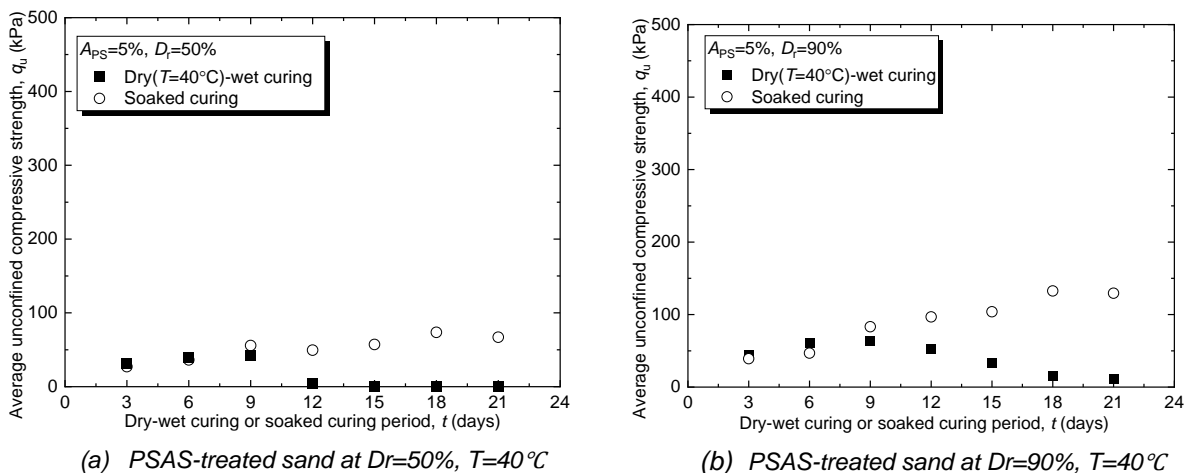 Average unconfined compressive strength, qu (kPa)
500
400
300
200
100
0
APS=5%, Dr=50%
Dry(T=40°C)-wet curing
Soaked curing
0 3 6 9 12 15 18 21 24
Dry-wet curing or soaked curing period, t (days)
(a) PSAS-treated sand at Dr=50%, T=40℃
Average unconfined compressive strength, qu (kPa)
500
400
300
200
100
0
APS=5%, Dr=90%
Dry(T=40°C)-wet curing
Soaked curing
0 3 6 9 12 15 18 21 24
Dry-wet curing or soaked curing period, t (days)
(b) PSAS-treated sand at Dr=90%, T=40℃